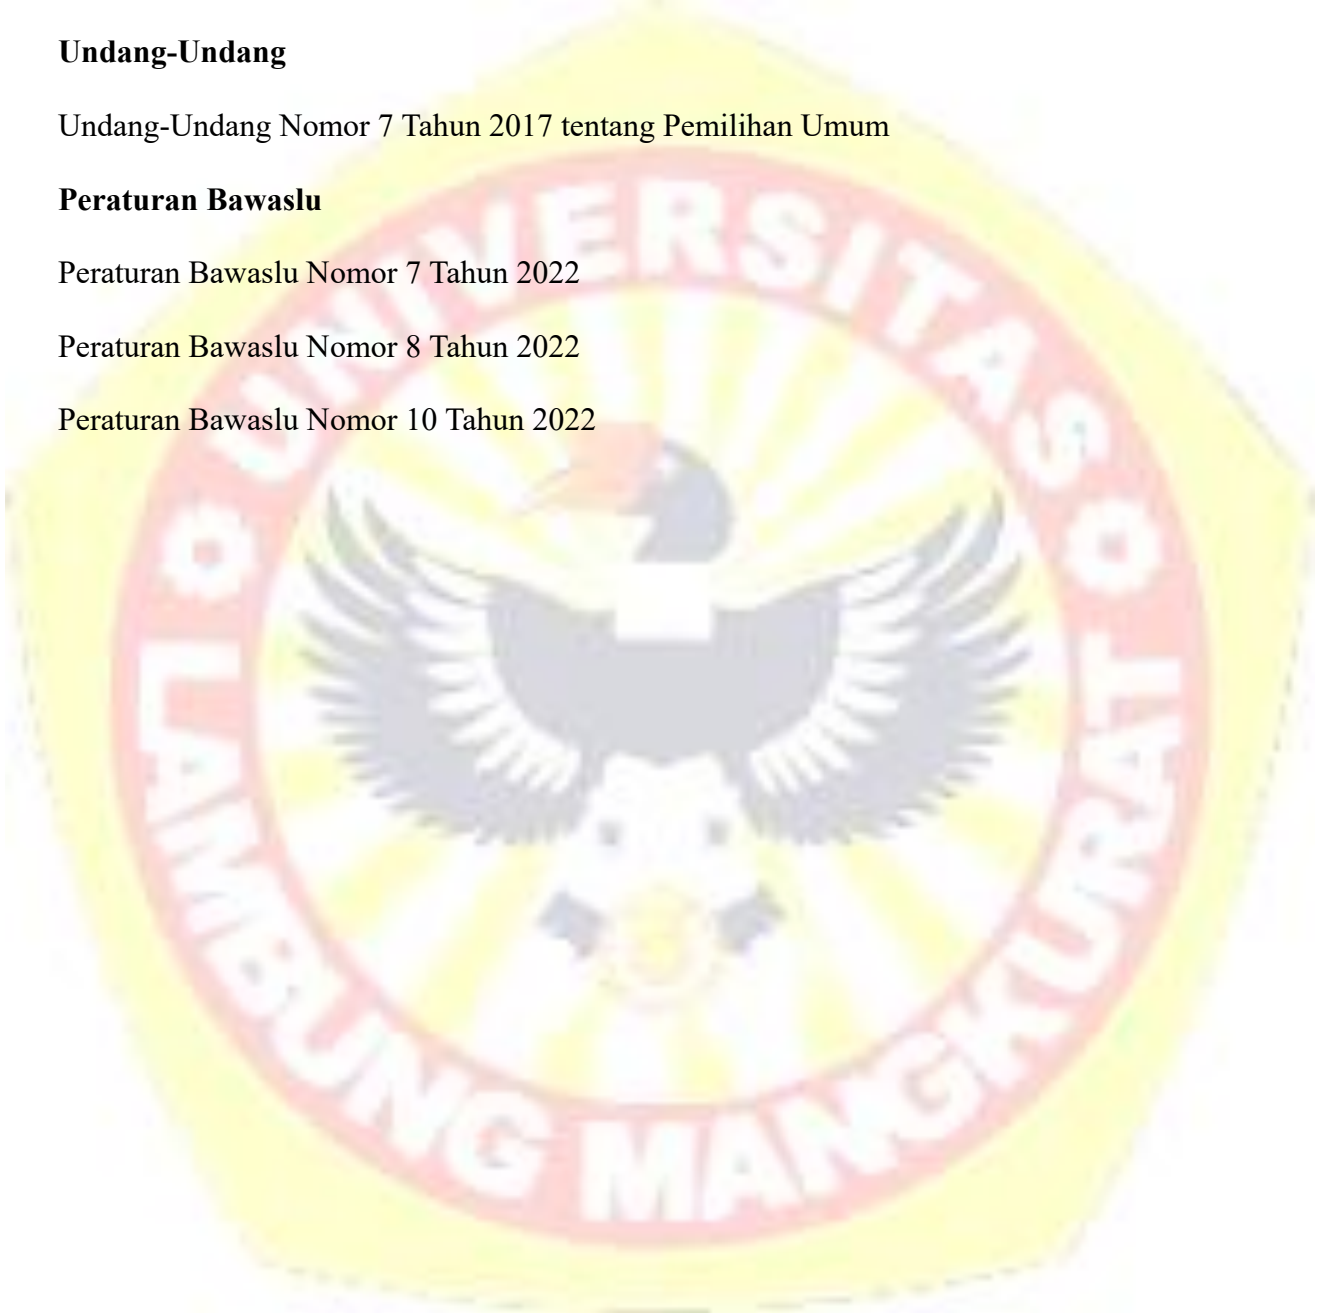 Undang-Undang
Undang-Undang Nomor 7 Tahun 2017 tentang Pemilihan Umum
Peraturan Bawaslu
Peraturan Bawaslu Nomor 7 Tahun 2022
Peraturan Bawaslu Nomor 8 Tahun 2022
Peraturan Bawaslu Nomor 10 Tahun 2022
UNIVERSITAS
LAMBUNG MANGKURAT